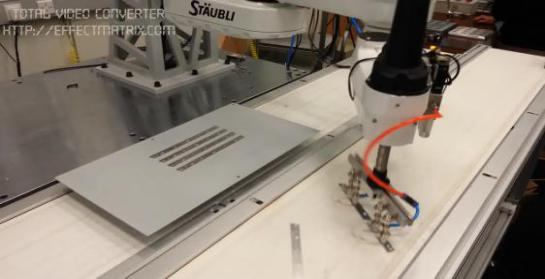 Total Video Converter
http://effectmatrix.com
STÄUBLI